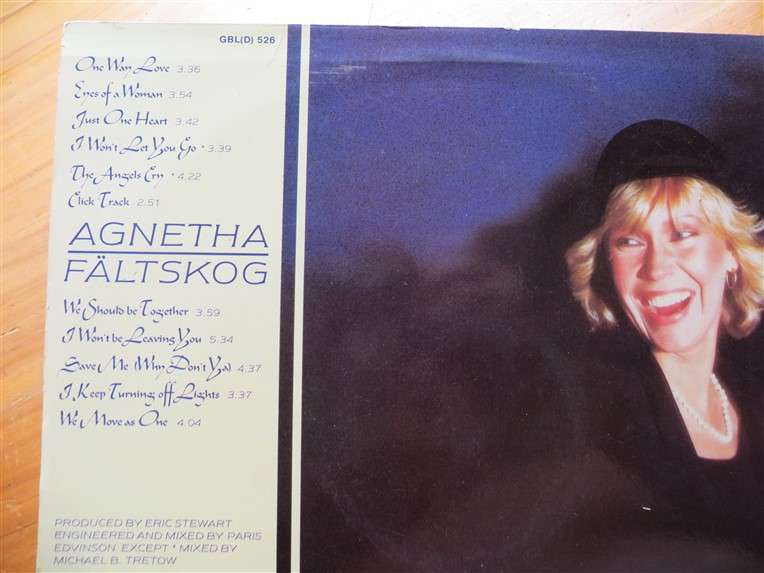 GBL(D) 526
One Way Love 3.36
Eyes of a Woman 3.54
Just One Heart 3.42
I Won't Let You Go * 3.39
The Angels Cry * 4.22
Click Track 2.51
AGNETHA
FÄLTSKOG
We Should be Together 3.59
I Won't be Leaving You 5.34
Save Me (Why Don't Ya) 4.37
I Keep Turning off Lights 3.37
We Move as One 4.04
PRODUCED BY ERIC STEWART
ENGINEERED AND MIXED BY PARIS
EDVINSON EXCEPT * MIXED BY
MICHAEL B. TRETOW